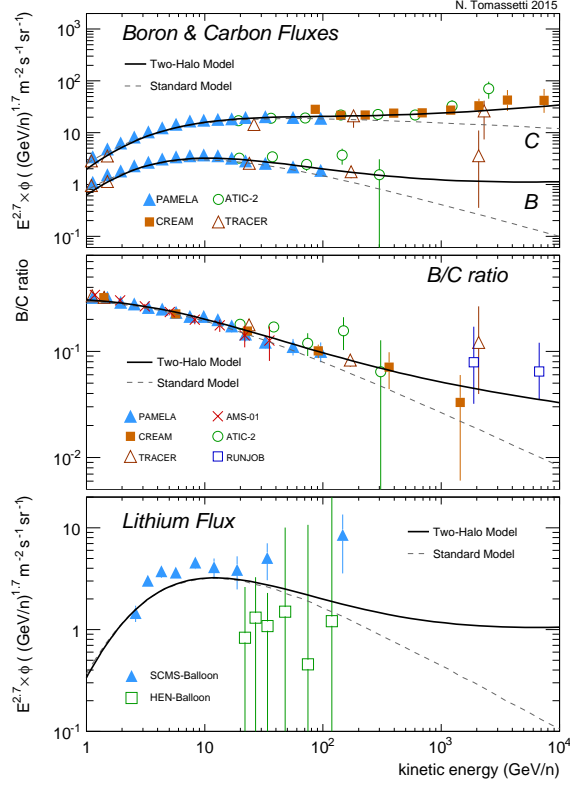 N. Tomassetti 2015
Boron & Carbon Fluxes
Two-Halo Model
Standard Model
C
B
PAMELA
ATIC-2
CREAM
TRACER
E^2.7 × ϕ ( (GeV/n)^1.7 m^-2 s^-1 sr^-1 )
10^3
10^2
10
1
10^-1
B/C ratio
Two-Halo Model
Standard Model
PAMELA
AMS-01
CREAM
ATIC-2
TRACER
RUNJOB
B/C ratio
1
10^-1
10^-2
Lithium Flux
Two-Halo Model
Standard Model
SCMS-Balloon
HEN-Balloon
E^2.7 × ϕ ( (GeV/n)^1.7 m^-2 s^-1 sr^-1 )
10
1
10^-1
1 10 10^2 10^3 10^4
kinetic energy (GeV/n)